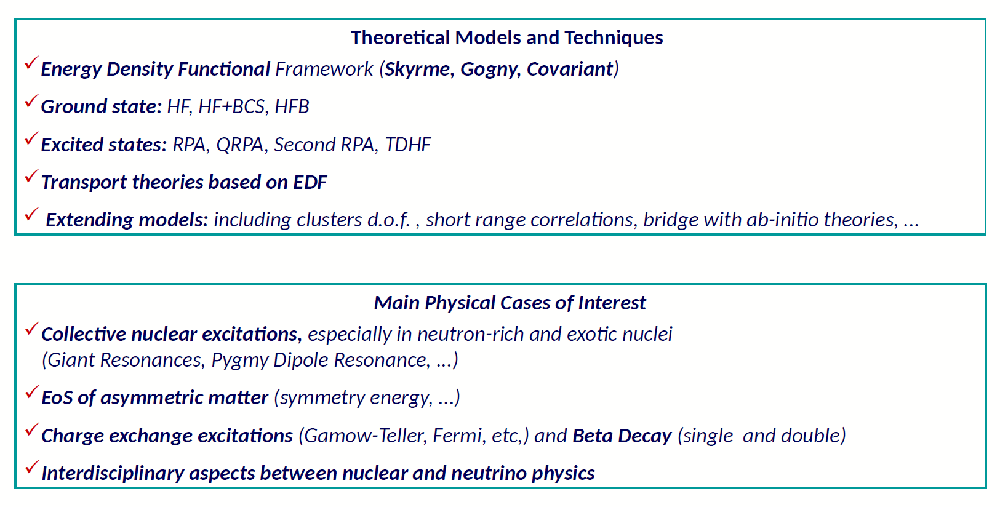 Theoretical Models and Techniques
✓Energy Density Functional Framework (Skyrme, Gogny, Covariant)
✓Ground state: HF, HF+BCS, HFB
✓Excited states: RPA, QRPA, Second RPA, TDHF
✓Transport theories based on EDF
✓ Extending models: including clusters d.o.f. , short range correlations, bridge with ab-initio theories, ...
Main Physical Cases of Interest
✓Collective nuclear excitations, especially in neutron-rich and exotic nuclei
(Giant Resonances, Pygmy Dipole Resonance, ...)
✓EoS of asymmetric matter (symmetry energy, ...)
✓Charge exchange excitations (Gamow-Teller, Fermi, etc,) and Beta Decay (single  and double)
✓Interdisciplinary aspects between nuclear and neutrino physics